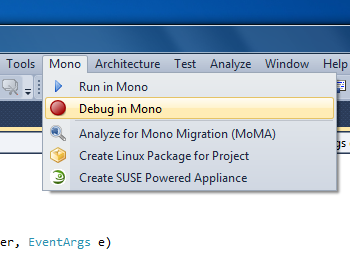 Tools Mono Architecture Test Analyze Window Help
Run in Mono
Debug in Mono
Analyze for Mono Migration (MoMA)
Create Linux Package for Project
Create SUSE Powered Appliance
er, EventArgs e)